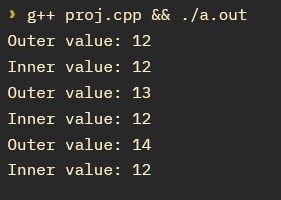 › g++ proj.cpp && ./a.out
Outer value: 12
Inner value: 12
Outer value: 13
Inner value: 12
Outer value: 14
Inner value: 12